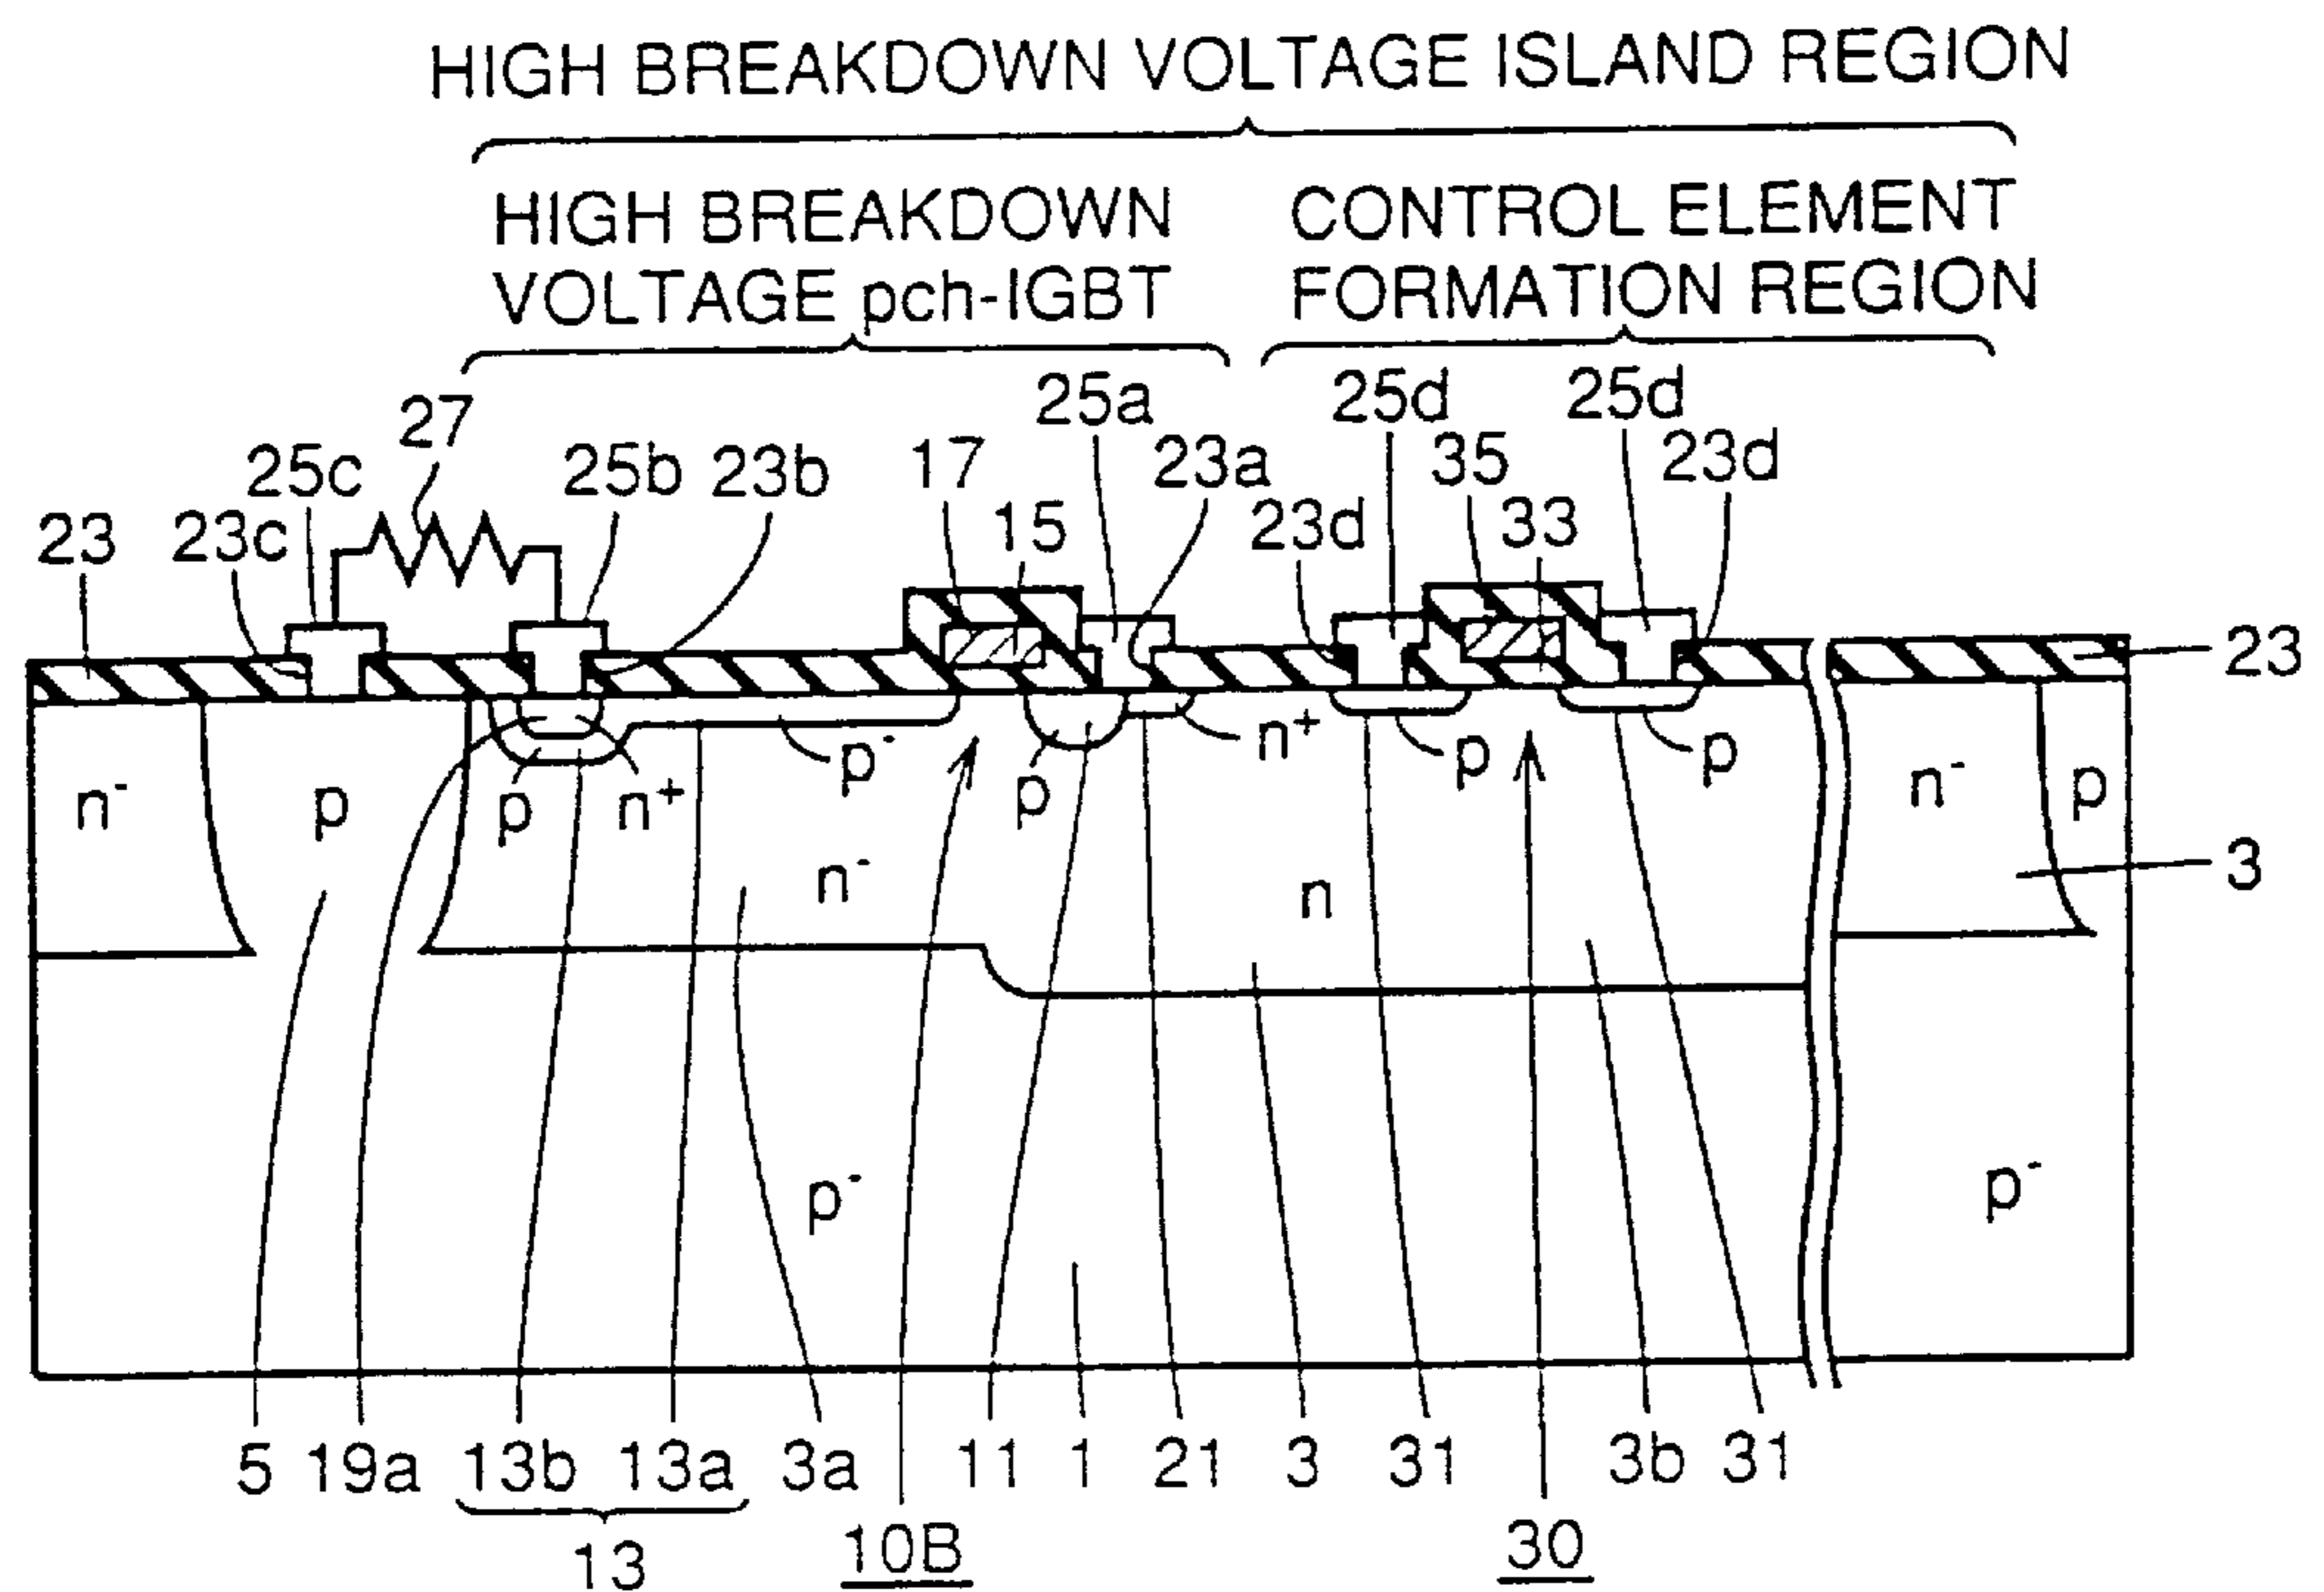 HIGH BREAKDOWN VOLTAGE ISLAND REGION
HIGH BREAKDOWN CONTROL ELEMENT
VOLTAGE pch-IGBT FORMATION REGION
25a 25d 25d
27
25c 25b 23b 17 23a 35 23d
23 23c 15 23d 33
23
n+ p- p p
n- p p n+ p n- p
n- n 3
p- p-
5 19a 13b 13a 3a 11 1 21 3 31 3b 31
13 10B 30